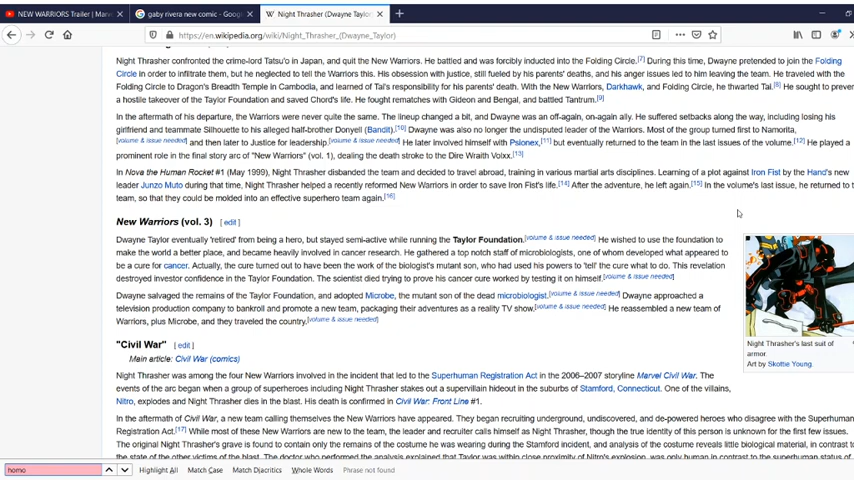 NEW WARRIORS Trailer | Mar
gaby rivera new comic - Goog
Night Thrasher (Dwayne Taylor)
https://en.wikipedia.org/wiki/Night_Thrasher_(Dwayne_Taylor)
Night Thrasher confronted the crime-lord Tatsu'o in Japan, and quit the New Warriors. He battled and was forcibly inducted into the Folding Circle.[7] During this time, Dwayne pretended to join the Folding
Circle in order to infiltrate them, but he neglected to tell the Warriors this. His obsession with justice, still fueled by his parents' deaths, and his anger issues led to him leaving the team. He traveled with the
Folding Circle to Dragon's Breadth Temple in Cambodia, and learned of Tai's responsibility for his parents' death. With the New Warriors, Darkhawk, and Folding Circle, he thwarted Tai.[8] He sought to prevent
a hostile takeover of the Taylor Foundation and saved Chord's life. He fought rematches with Gideon and Bengal, and battled Tantrum.[9]
In the aftermath of his departure, the Warriors were never quite the same. The lineup changed a bit, and Dwayne was an off-again, on-again ally. He suffered setbacks along the way, including losing his
girlfriend and teammate Silhouette to his alleged half-brother Donyell (Bandit).[10] Dwayne was also no longer the undisputed leader of the Warriors. Most of the group turned first to Namorita,
[volume & issue needed] and then later to Justice for leadership.[volume & issue needed] He later involved himself with Psionex,[11] but eventually returned to the team in the last issues of the volume.[12] He played a
prominent role in the final story arc of "New Warriors" (vol. 1), dealing the death stroke to the Dire Wraith Volxx.[13]
In Nova the Human Rocket #1 (May 1999), Night Thrasher disbanded the team and decided to travel abroad, training in various martial arts disciplines. Learning of a plot against Iron Fist by the Hand's new
leader Junzo Muto during that time, Night Thrasher helped a recently reformed New Warriors in order to save Iron Fist's life.[14] After the adventure, he left again.[15] In the volume's last issue, he returned to t
team, so that they could be molded into an effective superhero team again.[16]
New Warriors (vol. 3) [edit]
Dwayne Taylor eventually 'retired' from being a hero, but stayed semi-active while running the Taylor Foundation.[volume & issue needed] He wished to use the foundation to
make the world a better place, and became heavily involved in cancer research. He gathered a top notch staff of microbiologists, one of whom developed what appeared to
be a cure for cancer. Actually, the cure turned out to have been the work of the biologist's mutant son, who had used his powers to 'tell' the cure what to do. This revelation
destroyed investor confidence in the Taylor Foundation. The scientist died trying to prove his cancer cure worked by testing it on himself.[volume & issue needed]
Dwayne salvaged the remains of the Taylor Foundation, and adopted Microbe, the mutant son of the dead microbiologist.[volume & issue needed] Dwayne approached a
television production company to bankroll and promote a new team, packaging their adventures as a reality TV show.[volume & issue needed] He reassembled a new team of
Warriors, plus Microbe, and they traveled the country.[volume & issue needed]
Night Thrasher's last suit of
armor
Art by Skottie Young.
"Civil War" [edit]
Main article: Civil War (comics)
Night Thrasher was among the four New Warriors involved in the incident that led to the Superhuman Registration Act in the 2006–2007 storyline Marvel Civil War. The
events of the arc began when a group of superheroes including Night Thrasher stakes out a supervillain hideout in the suburbs of Stamford, Connecticut. One of the villains,
Nitro, explodes and Night Thrasher dies in the blast. His death is confirmed in Civil War: Front Line #1.
In the aftermath of Civil War, a new team calling themselves the New Warriors have appeared. They began recruiting underground, undiscovered, and de-powered heroes who disagree with the Superhuman
Registration Act.[17] While most of these New Warriors are new to the team, the leader and recruiter calls himself as Night Thrasher, though the true identity of this person is unknown for the first few issues.
The original Night Thrasher's grave is found to contain only the remains of the costume he was wearing during the Stamford incident, and analysis of the costume reveals little biological material, in contrast to
the state of the other victims of the blast. The doctor who performed the analysis explained that Taylor was within close proximity of Nitro's explosion, was only human in contrast to the superhuman status of
homo
Highlight All Match Case Match Diacritics Whole Words Phrase not found